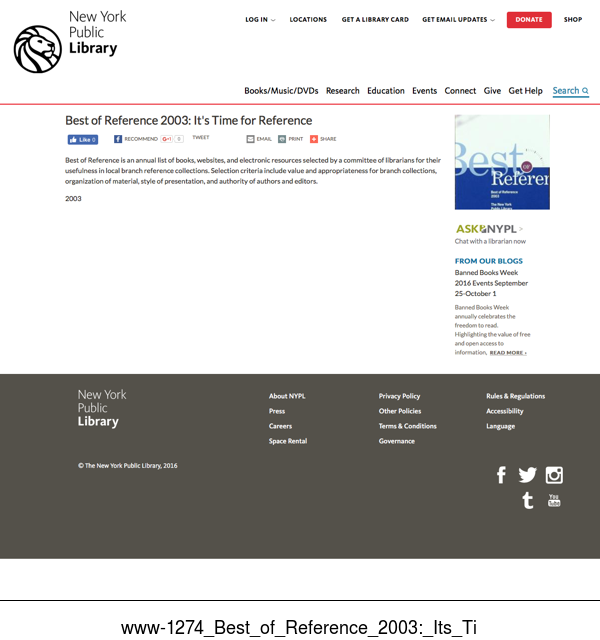 New York
Public
Library
LOG IN
LOCATIONS
GET A LIBRARY CARD
GET EMAIL UPDATES
DONATE
SHOP
Books/Music/DVDs Research Education Events Connect Give Get Help Search
Best of Reference 2003: It's Time for Reference
Like 0
RECOMMEND
G+1 0
TWEET
EMAIL
PRINT
SHARE
Best of Reference is an annual list of books, websites, and electronic resources selected by a committee of librarians for their
usefulness in local branch reference collections. Selection criteria include value and appropriateness for branch collections,
organization of material, style of presentation, and authority of authors and editors.
2003
Best OF
Referen
Best of Reference
2003
The New York
Public Library
ASK NYPL >
Chat with a librarian now
FROM OUR BLOGS
Banned Books Week
2016 Events September
25-October 1
Banned Books Week
annually celebrates the
freedom to read.
Highlighting the value of free
and open access to
information, READ MORE ›
New York
Public
Library
About NYPL
Press
Careers
Space Rental
Privacy Policy
Other Policies
Terms & Conditions
Governance
Rules & Regulations
Accessibility
Language
© The New York Public Library, 2016
You
Tube
www-1274_Best_of_Reference_2003:_Its_Ti